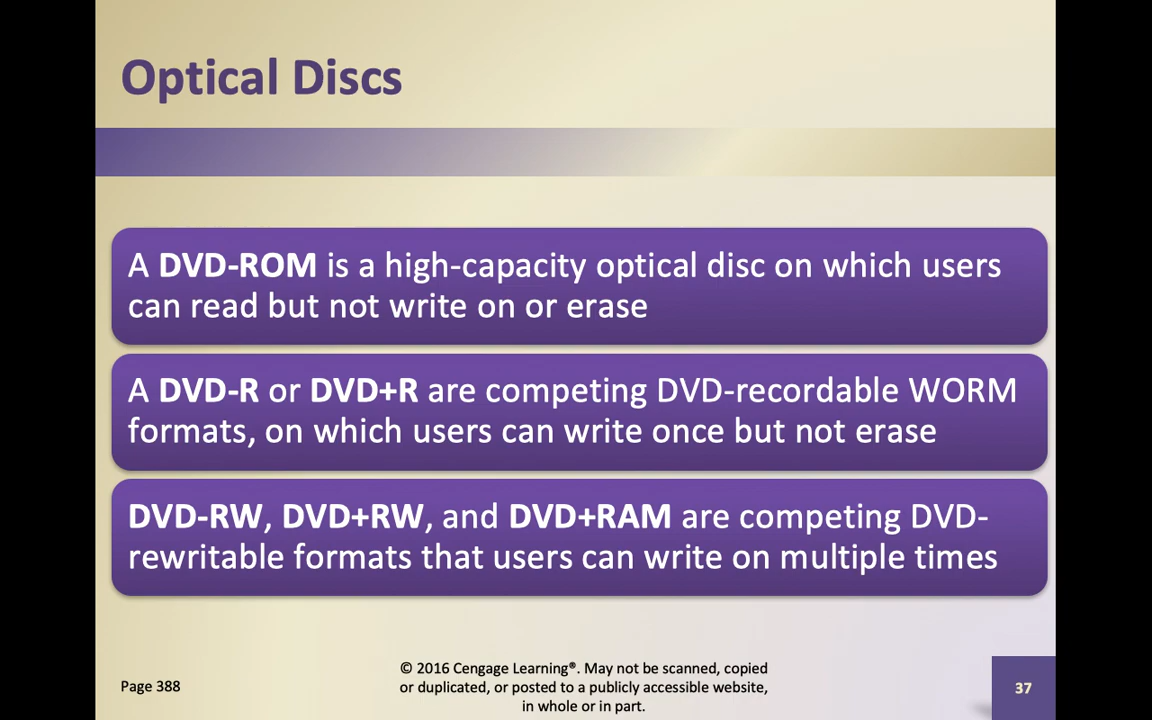 Optical Discs
A DVD-ROM is a high-capacity optical disc on which users
can read but not write on or erase
A DVD-R or DVD+R are competing DVD-recordable WORM
formats, on which users can write once but not erase
DVD-RW, DVD+RW, and DVD+RAM are competing DVD-
rewritable formats that users can write on multiple times
Page 388
© 2016 Cengage Learning®. May not be scanned, copied
or duplicated, or posted to a publicly accessible website,
in whole or in part.
37